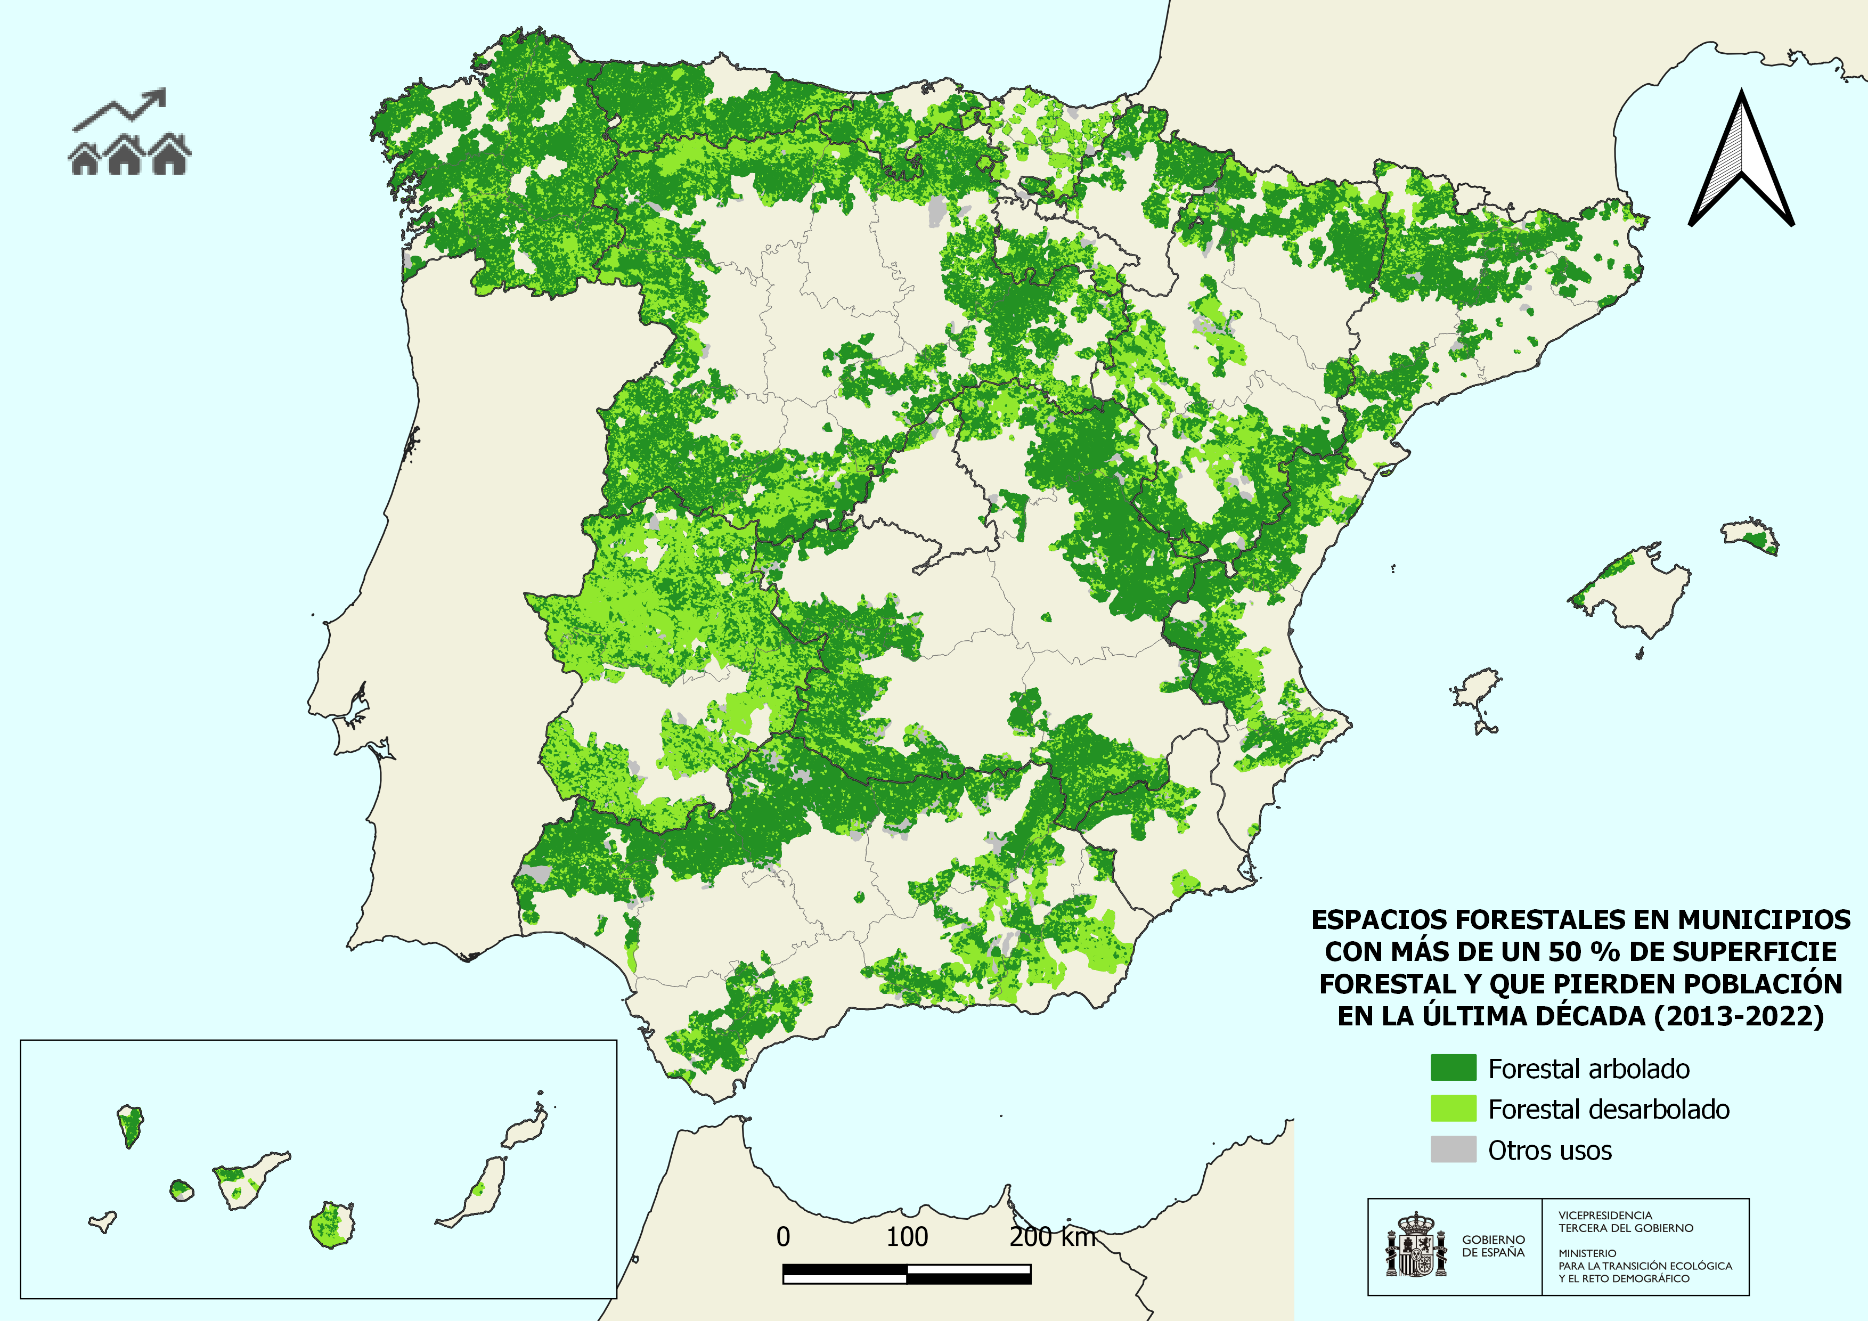 ESPACIOS FORESTALES EN MUNICIPIOS
CON MÁS DE UN 50 % DE SUPERFICIE
FORESTAL Y QUE PIERDEN POBLACIÓN
EN LA ÚLTIMA DÉCADA (2013-2022)
Forestal arbolado
Forestal desarbolado
Otros usos
0 100 200 km
GOBIERNO
DE ESPAÑA
VICEPRESIDENCIA
TERCERA DEL GOBIERNO
MINISTERIO
PARA LA TRANSICIÓN ECOLÓGICA
Y EL RETO DEMOGRÁFICO